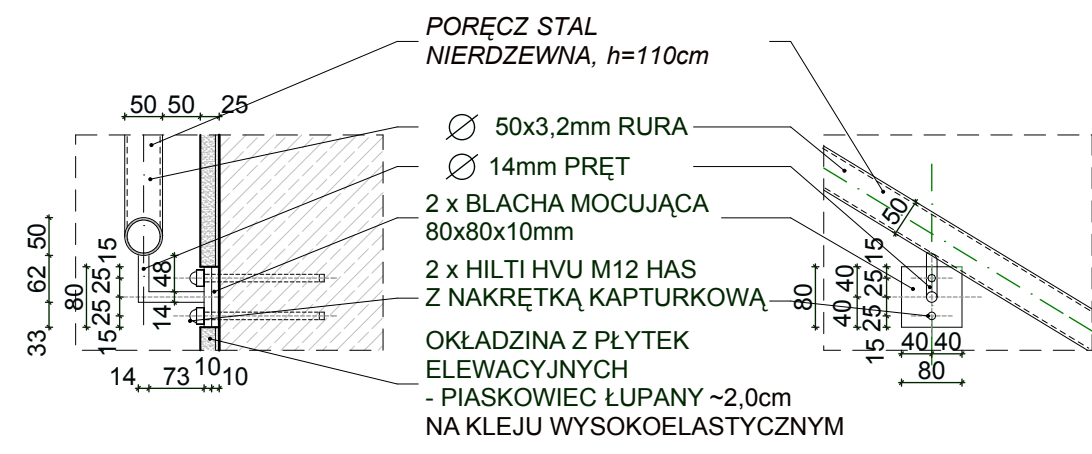 PORĘCZ STAL
NIERDZEWNA, h=110cm
50 50 25
Ø 50x3,2mm RURA
Ø 14mm PRĘT
2 x BLACHA MOCUJĄCA
80x80x10mm
2 x HILTI HVU M12 HAS
Z NAKRĘTKĄ KAPTURKOWĄ
OKŁADZINA Z PŁYTEK
ELEWACYJNYCH
- PIASKOWIEC ŁUPANY ~2,0cm
NA KLEJU WYSOKOELASTYCZNYM
50
62
33
80
15
25
25
15
48
14
14 73 10 10
50
80
40
40
15
25
25
15
40 40
80